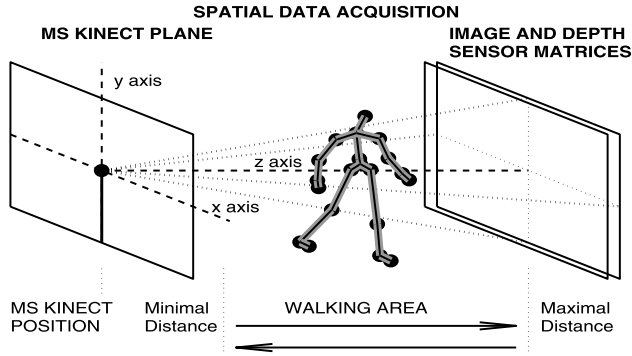 SPATIAL DATA ACQUISITION
MS KINECT PLANE
IMAGE AND DEPTH
SENSOR MATRICES
y axis
z axis
x axis
MS KINECT
POSITION
Minimal
Distance
WALKING AREA
Maximal
Distance